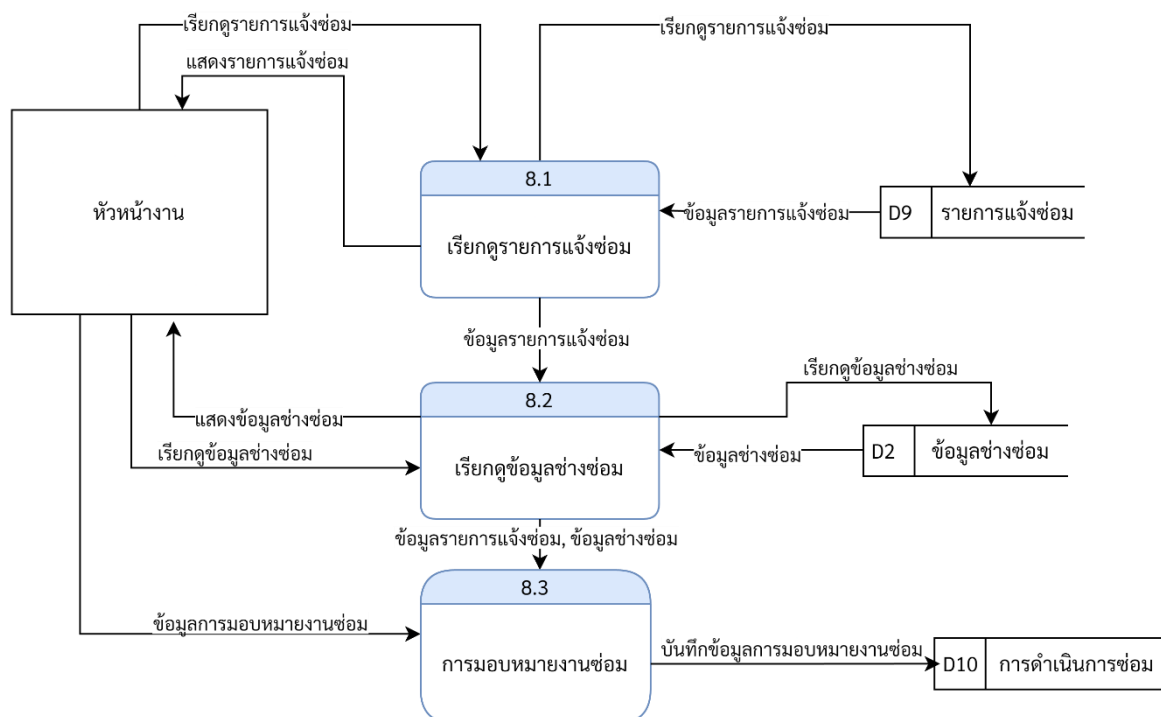 เรียกดูรายการแจ้งซ่อม
เรียกดูรายการแจ้งซ่อม
แสดงรายการแจ้งซ่อม
8.1
หัวหน้างาน
ข้อมูลรายการแจ้งซ่อม
D9
รายการแจ้งซ่อม
เรียกดูรายการแจ้งซ่อม
ข้อมูลรายการแจ้งซ่อม
เรียกดูข้อมูลช่างซ่อม
8.2
แสดงข้อมูลช่างซ่อม
ข้อมูลช่างซ่อม
D2
ข้อมูลช่างซ่อม
เรียกดูข้อมูลช่างซ่อม
เรียกดูข้อมูลช่างซ่อม
ข้อมูลรายการแจ้งซ่อม, ข้อมูลช่างซ่อม
8.3
ข้อมูลการมอบหมายงานซ่อม
บันทึกข้อมูลการมอบหมายงานซ่อม
การมอบหมายงานซ่อม
D10
การดำเนินการซ่อม